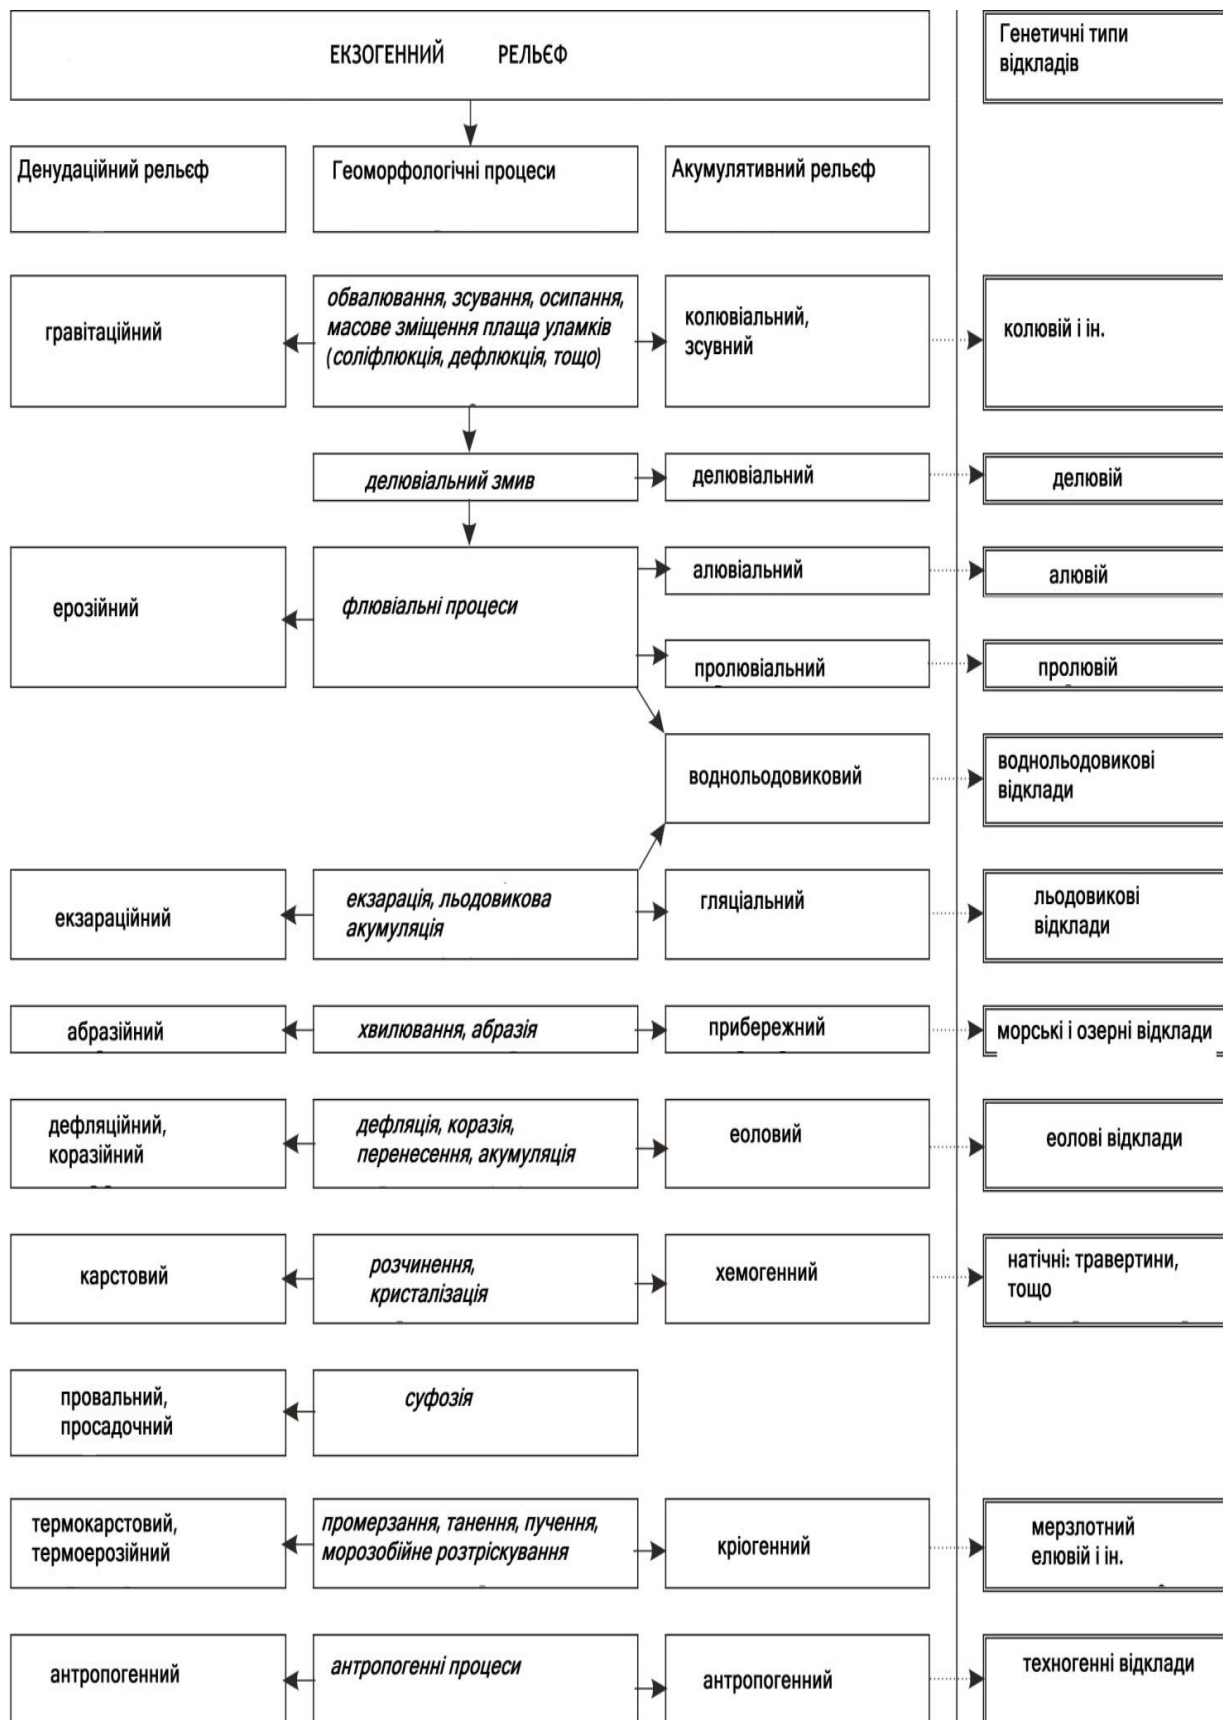 ЕКЗОГЕННИЙ РЕЛЬЄФ
Генетичні типи
відкладів
Денудаційний рельєф
Геоморфологічні процеси
Акумулятивний рельєф
гравітаційний
обвалювання, зсування, осипання,
масове зміщення плаща уламків
(соліфлюкція, дефлюкція, тощо)
колювіальний,
зсувний
колювій і ін.
делювіальний змив
делювіальний
делювій
ерозійний
флювіальні процеси
алювіальний
алювій
пролювіальний
пролювій
воднольодовиковий
воднольодовикові
відклади
екзараційний
екзарація, льодовикова
акумуляція
гляціальний
льодовикові
відклади
абразійний
хвилювання, абразія
прибережний
морські і озерні відклади
дефляційний,
коразійний
дефляція, коразія,
перенесення, акумуляція
еоловий
еолові відклади
карстовий
розчинення,
кристалізація
хемогенний
натічні: травертини,
тощо
провальний,
просадочний
суфозія
термокарстовий,
термоерозійний
промерзання, танення, пучення,
морозобійне розтріскування
кріогенний
мерзлотний
елювій і ін.
антропогенний
антропогенні процеси
антропогенний
техногенні відклади